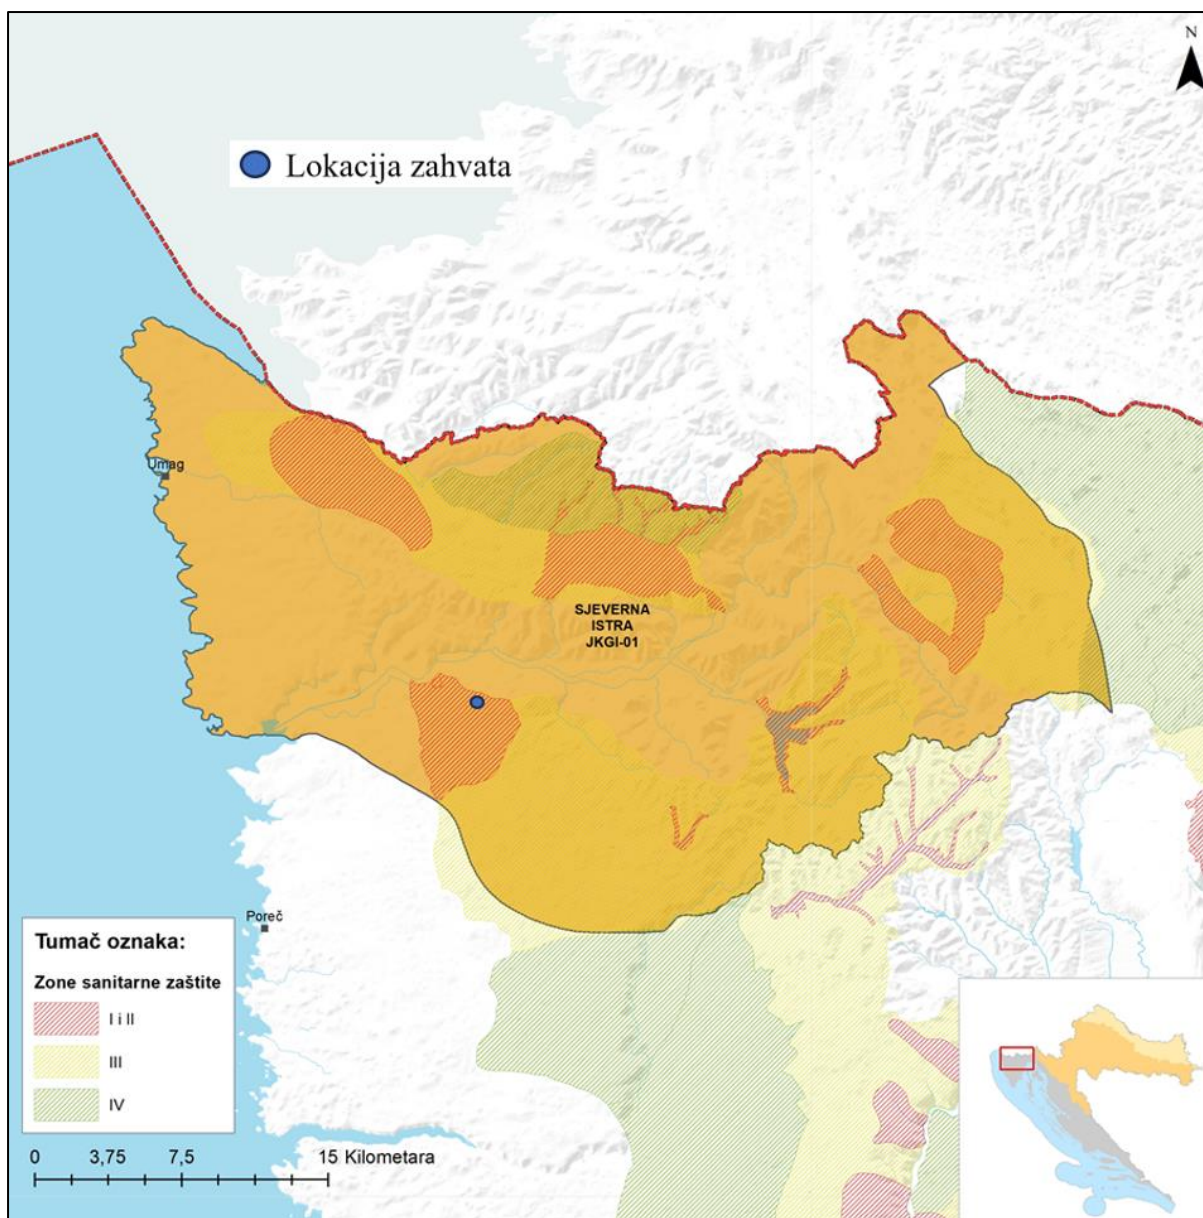 N
Lokacija zahvata
Umag
SJEVERNA
ISTRA
JKGI-01
Poreč
Tumač oznaka:
Zone sanitarne zaštite
I i II
III
IV
0 3,75 7,5 15 Kilometara